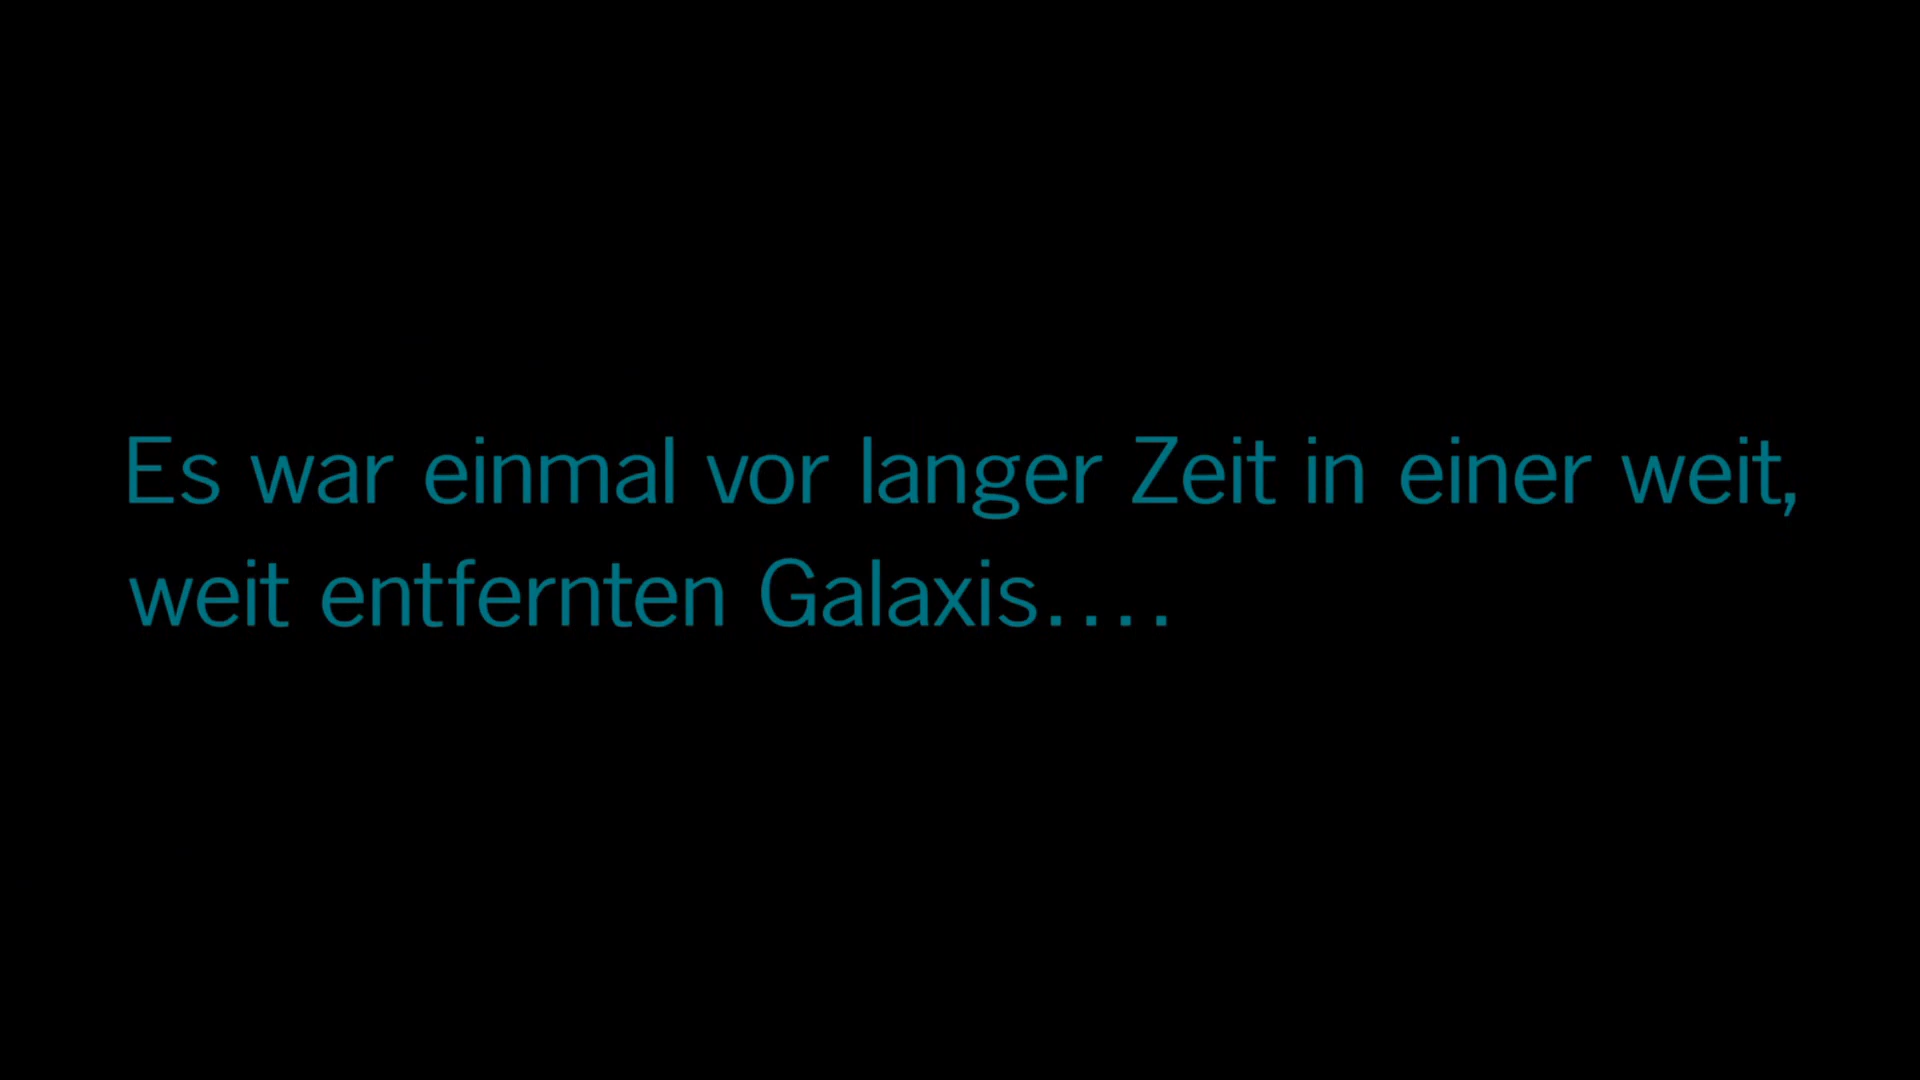 Es war einmal vor langer Zeit in einer weit,
weit entfernten Galaxis....